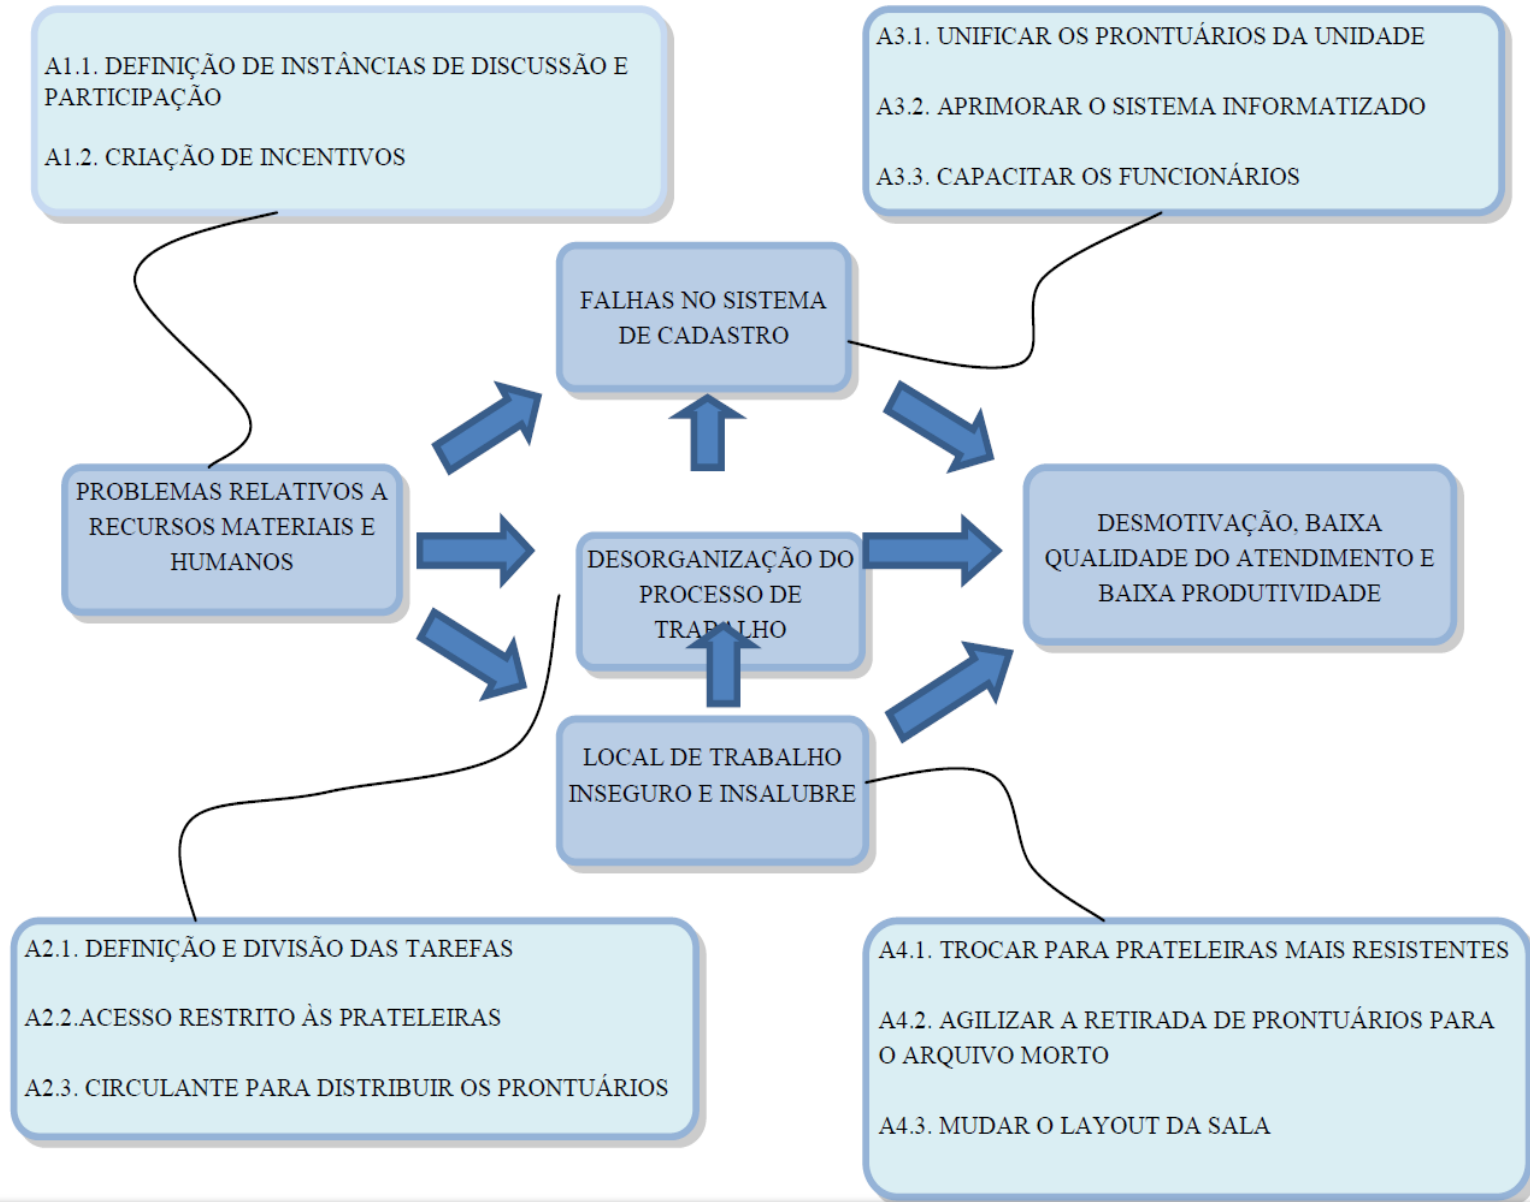 A1.1. DEFINIÇÃO DE INSTÂNCIAS DE DISCUSSÃO E
PARTICIPAÇÃO
A1.2. CRIAÇÃO DE INCENTIVOS
A3.1. UNIFICAR OS PRONTUÁRIOS DA UNIDADE
A3.2. APRIMORAR O SISTEMA INFORMATIZADO
A3.3. CAPACITAR OS FUNCIONÁRIOS
FALHAS NO SISTEMA
DE CADASTRO
PROBLEMAS RELATIVOS A
RECURSOS MATERIAIS E
HUMANOS
DESORGANIZAÇÃO DO
PROCESSO DE
TRABALHO
DESMOTIVAÇÃO, BAIXA
QUALIDADE DO ATENDIMENTO E
BAIXA PRODUTIVIDADE
LOCAL DE TRABALHO
INSEGURO E INSALUBRE
A2.1. DEFINIÇÃO E DIVISÃO DAS TAREFAS
A2.2.ACESSO RESTRITO ÀS PRATELEIRAS
A2.3. CIRCULANTE PARA DISTRIBUIR OS PRONTUÁRIOS
A4.1. TROCAR PARA PRATELEIRAS MAIS RESISTENTES
A4.2. AGILIZAR A RETIRADA DE PRONTUÁRIOS PARA
O ARQUIVO MORTO
A4.3. MUDAR O LAYOUT DA SALA